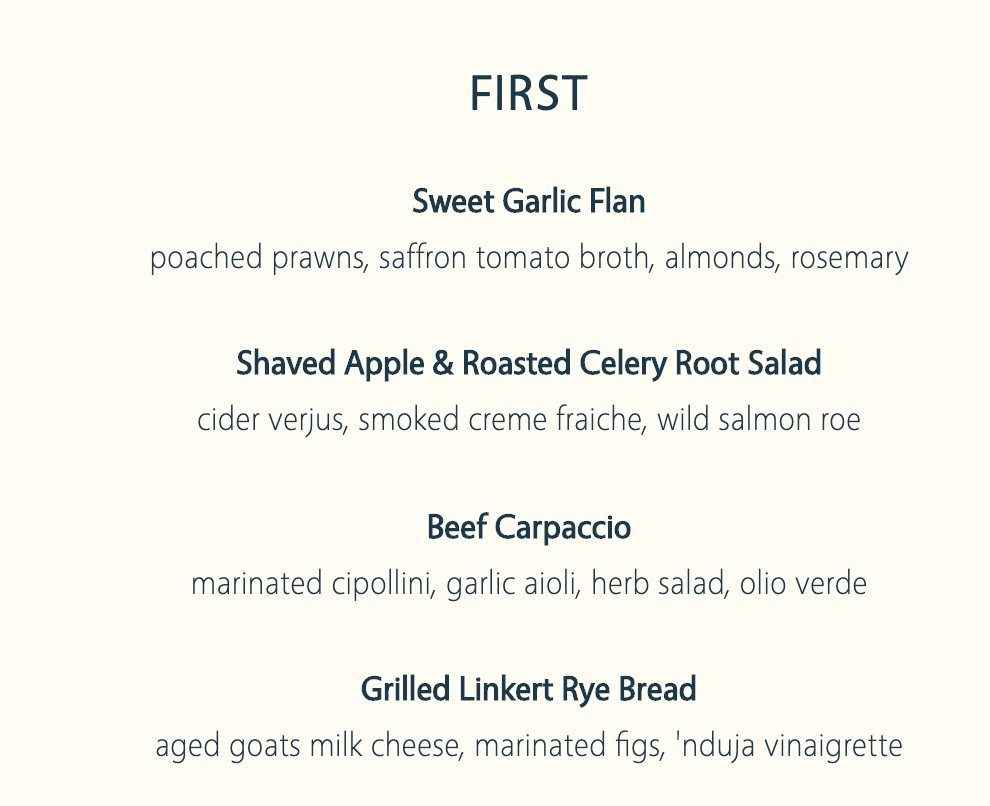 FIRST
Sweet Garlic Flan
poached prawns, saffron tomato broth, almonds, rosemary
Shaved Apple & Roasted Celery Root Salad
cider verjus, smoked creme fraiche, wild salmon roe
Beef Carpaccio
marinated cipollini, garlic aioli, herb salad, olio verde
Grilled Linkert Rye Bread
aged goats milk cheese, marinated figs, 'nduja vinaigrette